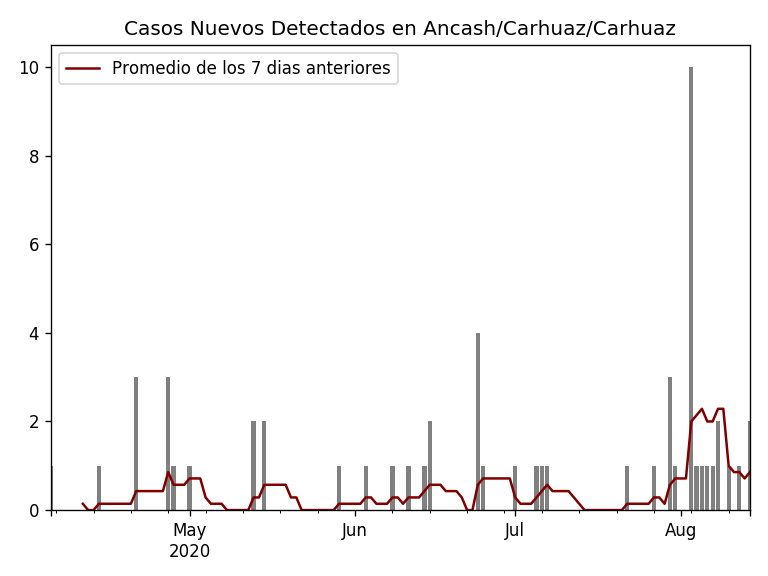 Casos Nuevos Detectados en Ancash/Carhuaz/Carhuaz
Promedio de los 7 dias anteriores
10
8
6
4
2
0
May Jun Jul Aug
2020